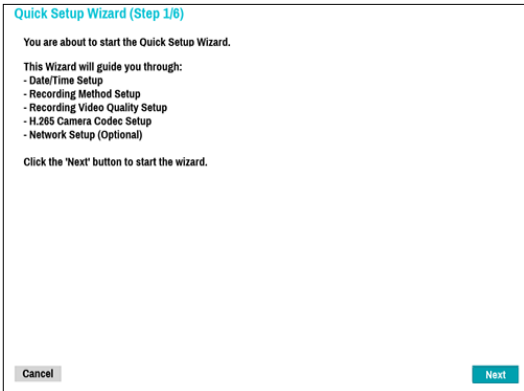 Quick Setup Wizard (Step 1/6)
You are about to start the Quick Setup Wizard.
This Wizard will guide you through:
- Date/Time Setup
- Recording Method Setup
- Recording Video Quality Setup
- H.265 Camera Codec Setup
- Network Setup (Optional)
Click the 'Next' button to start the wizard.
Cancel
Next